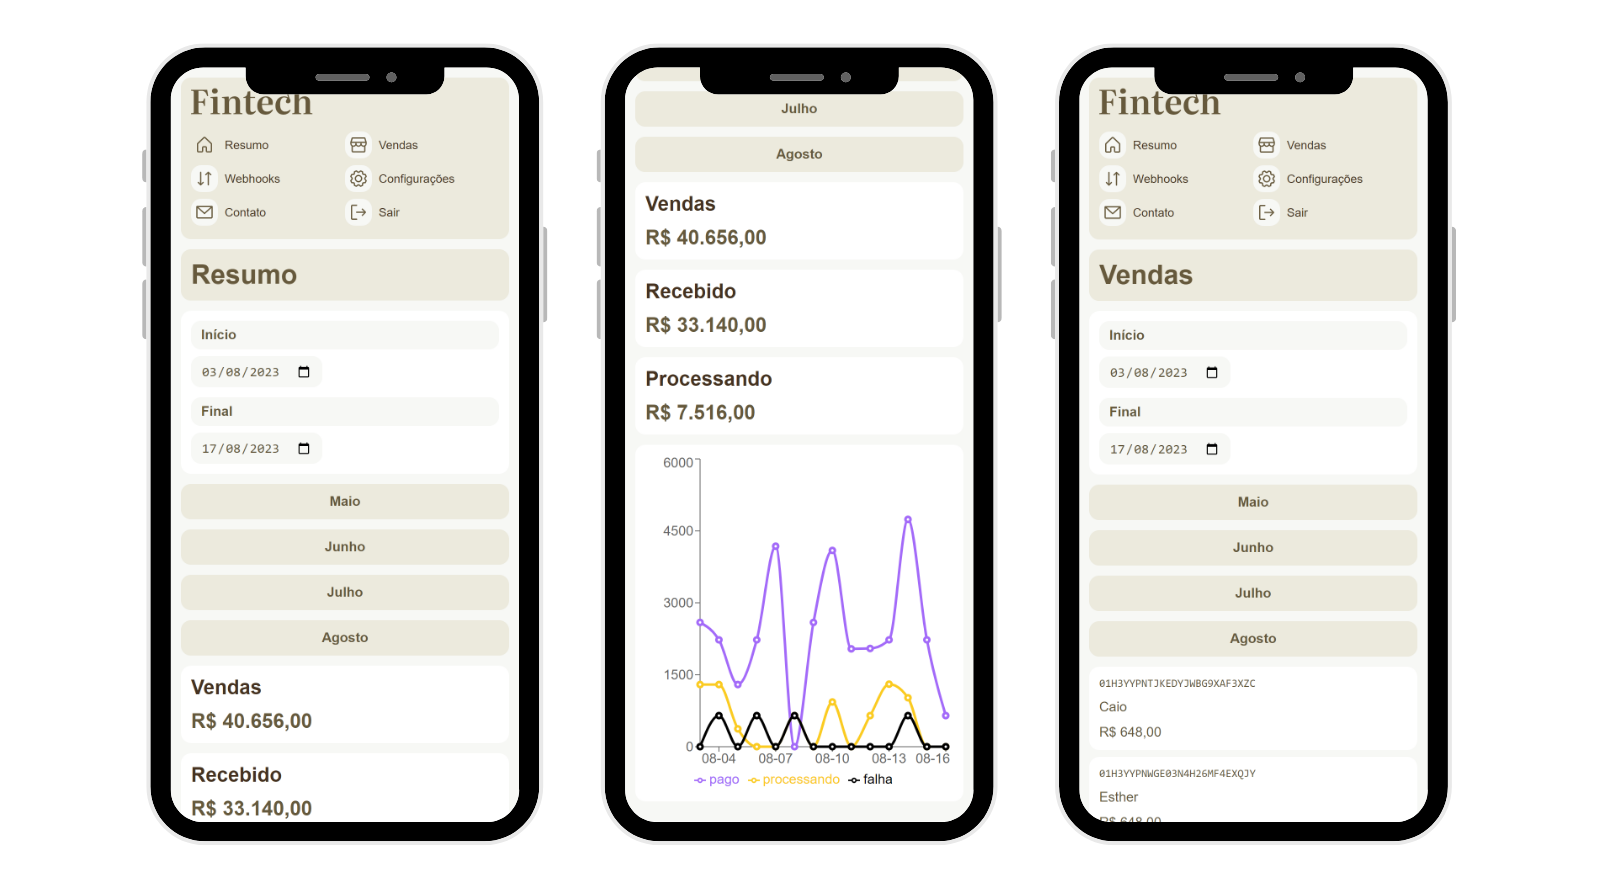 Fintech
Resumo
Vendas
Webhooks
Configurações
Contato
Sair
Resumo
Início
03/08/2023
Final
17/08/2023
Maio
Junho
Julho
Agosto
Vendas
R$ 40.656,00
Recebido
R$ 33.140,00
Julho
Agosto
Vendas
R$ 40.656,00
Recebido
R$ 33.140,00
Processando
R$ 7.516,00
6000
4500
3000
1500
0
08-04 08-07 08-10 08-13 08-16
pago processando falha
Fintech
Resumo
Vendas
Webhooks
Configurações
Contato
Sair
Vendas
Início
03/08/2023
Final
17/08/2023
Maio
Junho
Julho
Agosto
01H3YYPNTJKEDYJWBG9XAF3XZC
Caio
R$ 648,00
01H3YYPNWGE03N4H26MF4EXQJY
Esther
R$ 648,00